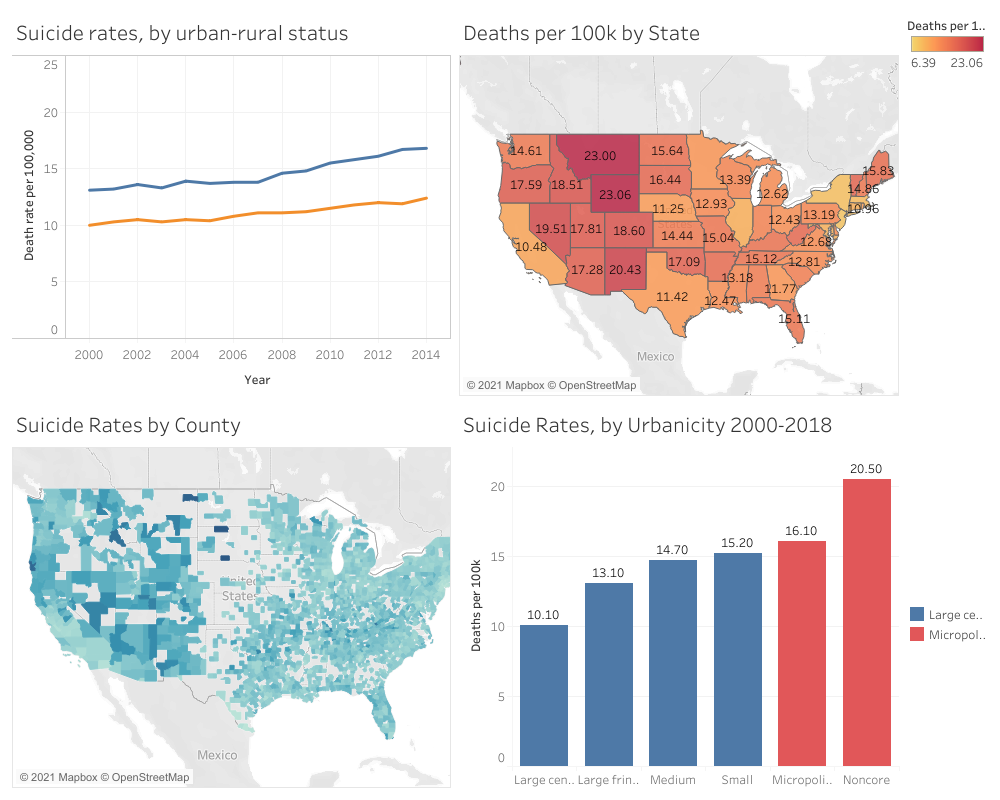 Suicide rates, by urban-rural status
25
20
15
10
5
0
Death rate per 100,000
2000 2002 2004 2006 2008 2010 2012 2014
Year
Deaths per 100k by State
Deaths per 1..
6.39 23.06
14.61 23.00 15.64 15.83
17.59 18.51 16.44 13.39 12.62 14.86
23.06 11.25 12.93 10.96
19.51 17.81 18.60 12.43 13.19
10.48 14.44 15.04 12.68
17.28 20.43 17.09 15.12 12.81
13.18
11.42 12.47 11.77
15.11
Mexico
© 2021 Mapbox © OpenStreetMap
Suicide Rates by County
United
States
Mexico
© 2021 Mapbox © OpenStreetMap
Suicide Rates, by Urbanicity 2000-2018
20
15
10
5
0
Deaths per 100k
10.10 13.10 14.70 15.20 16.10 20.50
Large cen.. Large frin.. Medium Small Micropoli.. Noncore
Large ce..
Micropol..